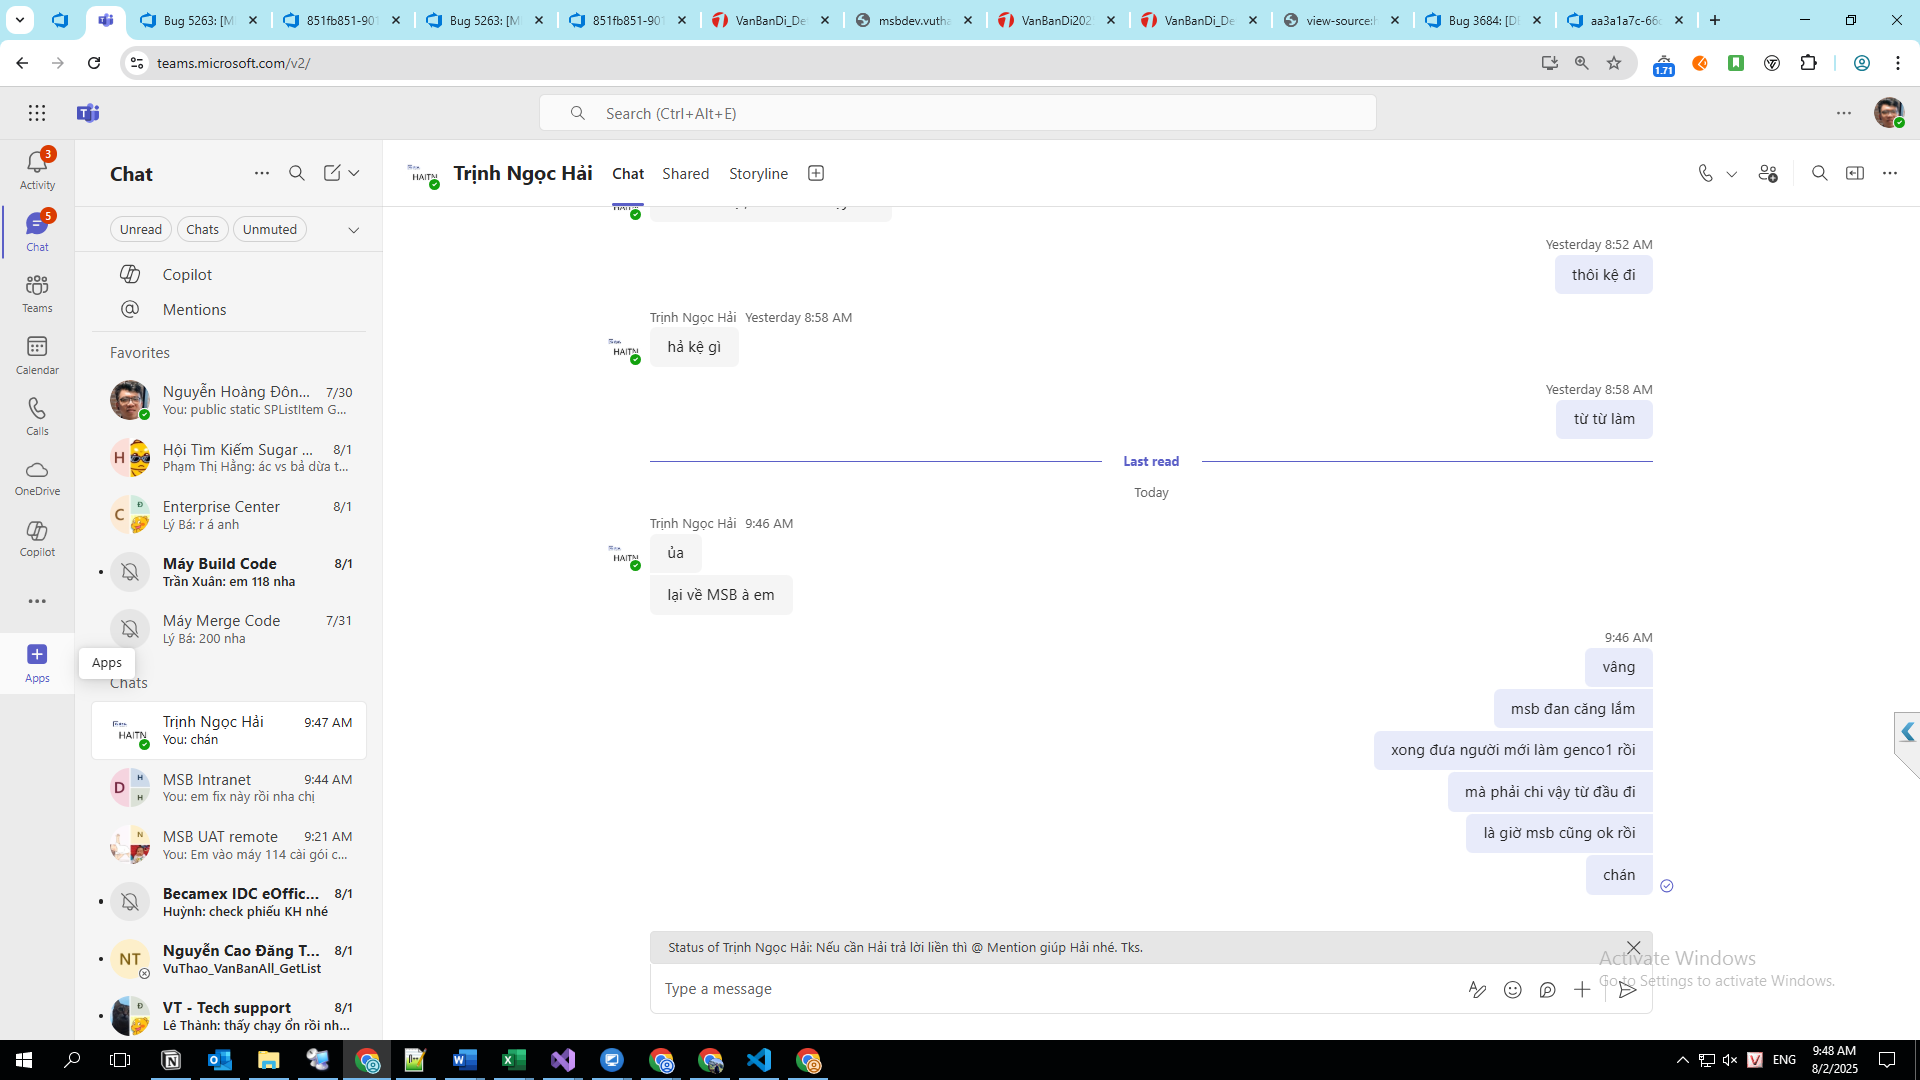 Bug 5263: [M
851fb851-901
Bug 5263: [M
851fb851-901
VanBanDi_De
msbdev.vutha
VanBanDi202
VanBanDi_De
view-source:h
Bug 3684: [D
aa3a1a7c-66c
teams.microsoft.com/v2/
1.71
Search (Ctrl+Alt+E)
3
Activity
5
Chat
Teams
Calendar
Calls
OneDrive
Copilot
Apps
Apps
Chat
Unread
Chats
Unmuted
Copilot
Mentions
Favorites
Nguyễn Hoàng Đôn... 7/30
You: public static SPListItem G...
Hội Tìm Kiếm Sugar ... 8/1
Phạm Thị Hằng: ác vs bả dừa t...
Enterprise Center 8/1
Lý Bá: r á anh
Máy Build Code 8/1
Trần Xuân: em 118 nha
Máy Merge Code 7/31
Lý Bá: 200 nha
Chats
Trịnh Ngọc Hải 9:47 AM
You: chán
MSB Intranet 9:44 AM
You: em fix này rồi nha chị
MSB UAT remote 9:21 AM
You: Em vào máy 114 cài gói c...
Becamex IDC eOffic... 8/1
Huỳnh: check phiếu KH nhé
NT
Nguyễn Cao Đăng T... 8/1
VuThao_VanBanAll_GetList
VT - Tech support 8/1
Lê Thành: thấy chạy ổn rồi nh...
HAITN
Trịnh Ngọc Hải
Chat
Shared
Storyline
Yesterday 8:52 AM
thôi kệ đi
Trịnh Ngọc Hải Yesterday 8:58 AM
hả kệ gì
Yesterday 8:58 AM
từ từ làm
Last read
Today
Trịnh Ngọc Hải 9:46 AM
ủa
lại về MSB à em
9:46 AM
vâng
msb đan căng lắm
xong đưa người mới làm genco1 rồi
mà phải chi vậy từ đầu đi
là giờ msb cũng ok rồi
chán
Status of Trịnh Ngọc Hải: Nếu cần Hải trả lời liền thì @ Mention giúp Hải nhé. Tks.
Type a message
Activate Windows
Go to Settings to activate Windows.
ENG
9:48 AM
8/2/2025